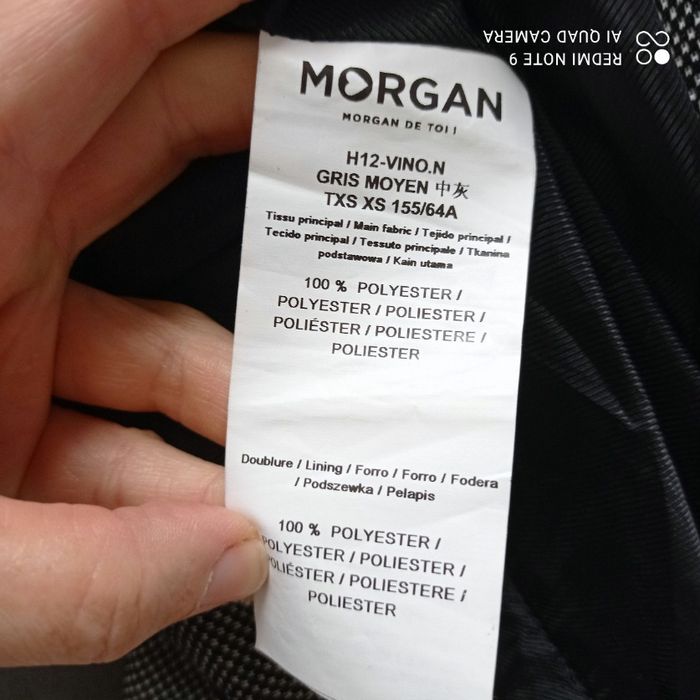 REDMI NOTE 9
AI QUAD CAMERA
MORGAN
MORGAN DE TOI !
H12-VINO.N
GRIS MOYEN 中灰
TXS XS 155/64A
Tissu principal / Main fabric / Tejido principal /
Tecido principal / Tessuto principale / Tkanina
podstawowa / Kain utama
100 % POLYESTER /
POLYESTER / POLIESTER /
POLIÉSTER / POLIESTERE /
POLIESTER
Doublure / Lining / Forro / Forro / Fodera
/ Podszewka / Pelapis
100 % POLYESTER /
POLYESTER / POLIESTER /
POLIÉSTER / POLIESTERE /
POLIESTER